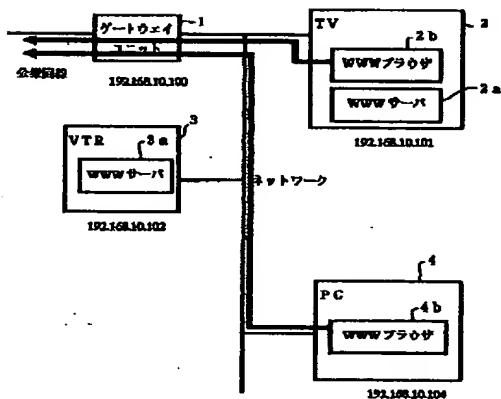 ゲートウェイ
ユニット
1
公衆回線
192.168.10.100
TV
2
2b
WWWブラウザ
2a
WWWサーバ
192.168.10.101
VTR
3
3a
WWWサーバ
192.168.10.102
ネットワーク
PC
4
4b
WWWブラウザ
192.168.10.104